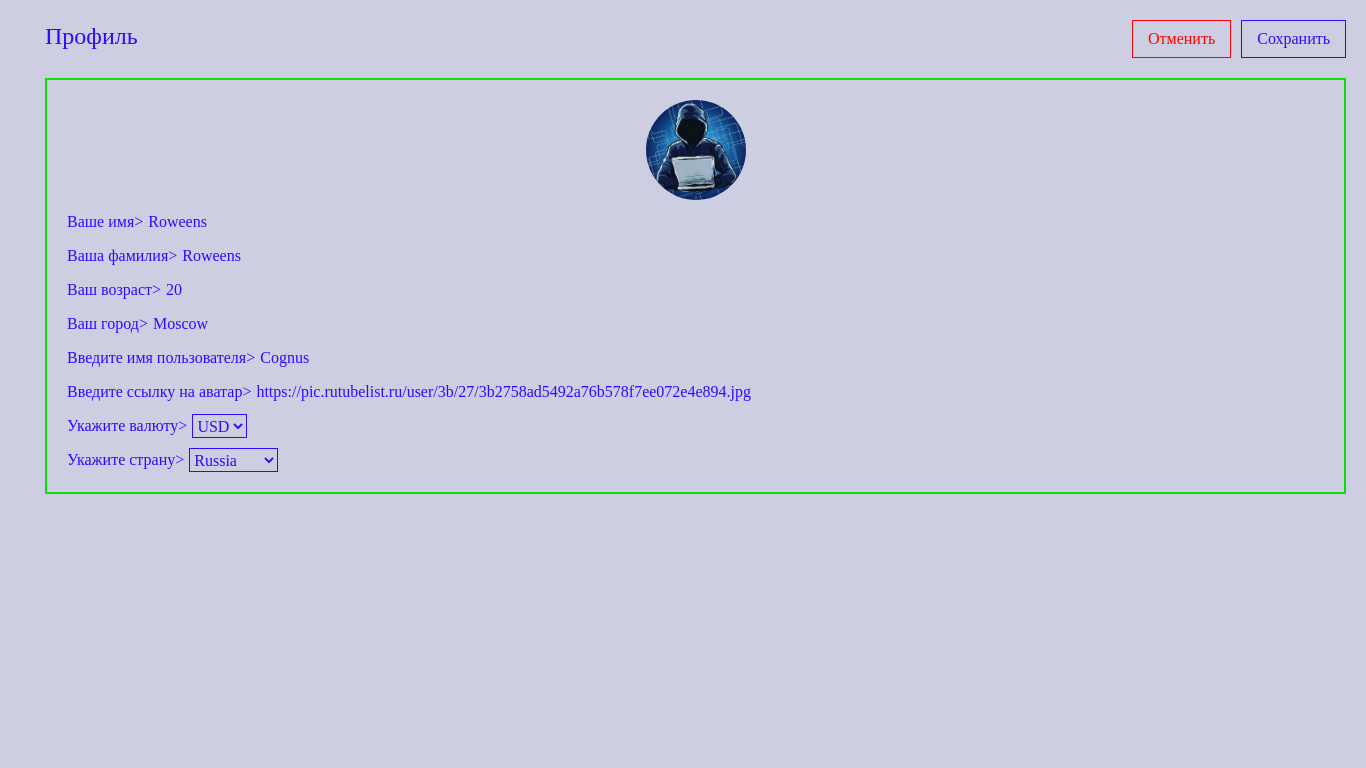 Профиль
Отменить Сохранить
Ваше имя> Roweens
Ваша фамилия> Roweens
Ваш возраст> 20
Ваш город> Moscow
Введите имя пользователя> Cognus
Введите ссылку на аватар> https://pic.rutubelist.ru/user/3b/27/3b2758ad5492a76b578f7ee072e4e894.jpg
Укажите валюту> USD
Укажите страну> Russia